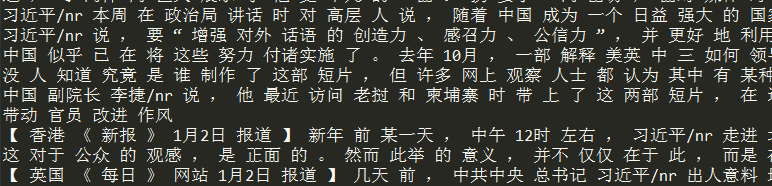 习近平/nr 本周 在 政治局 讲话 时 对 高层 人 说 , 随着 中国 成为 一个 日益 强大 的 国
习近平/nr 说 , 要 “ 增强 对外 话语 的 创造力 、 感召力 、 公信力 ” , 并 更好 地 利用
中国 似乎 已 在 将 这些 努力 付诸实施 了 。 去年 10月 , 一部 解释 美英 中 三 如何 领
没 人 知道 究竟 是 谁 制作 了 这部 短片 , 但 许多 网上 观察 人士 都 认为 其中 有 某种
中国 副院长 李捷/nr 说 , 他 最近 访问 老挝 和 柬埔寨 时 带 上 了 这 两部 短片 , 在
带动 官员 改进 作风
【 香港 《 新报 》 1月2日 报道 】 新年 前 某一天 , 中午 12时 左右 , 习近平/nr 走进
这 对于 公众 的 观感 , 是 正面 的 。 然而 此举 的 意义 , 并不 仅仅 在于 此 , 而是
【 英国 《 每日 》 网站 1月2日 报道 】 几天 前 , 中共中央 总书记 习近平/nr 出人意料